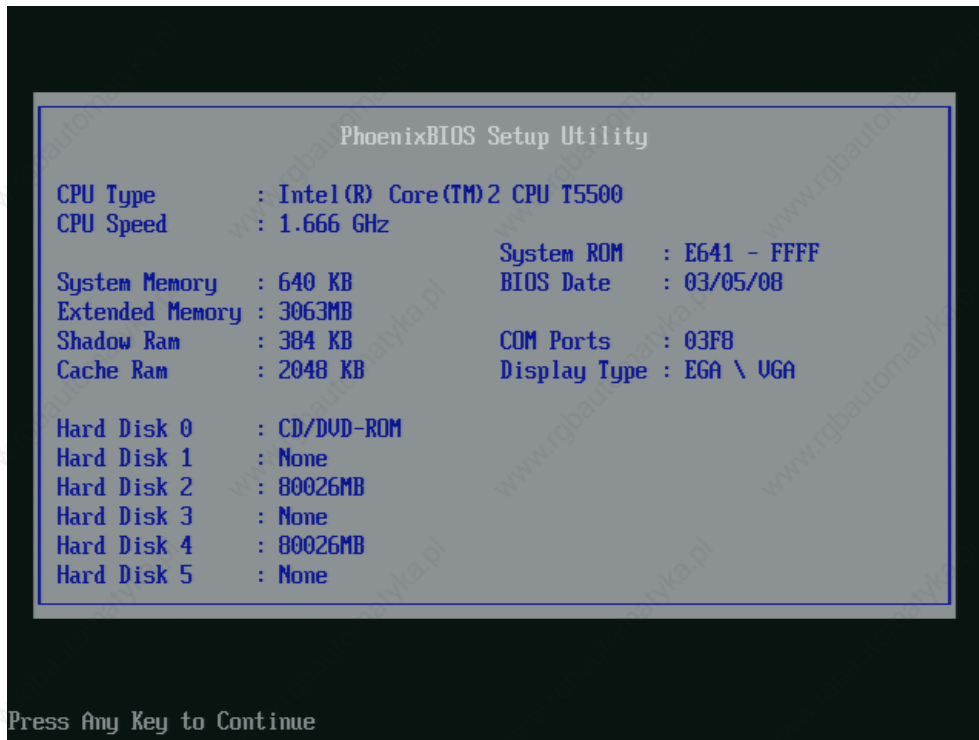 PhoenixBIOS Setup Utility
CPU Type : Intel(R) Core(TM)2 CPU T5500
CPU Speed : 1.666 GHz
System ROM : E641 - FFFF
System Memory : 640 KB BIOS Date : 03/05/08
Extended Memory : 3063MB
Shadow Ram : 384 KB COM Ports : 03F8
Cache Ram : 2048 KB Display Type : EGA \ VGA
Hard Disk 0 : CD/DVD-ROM
Hard Disk 1 : None
Hard Disk 2 : 80026MB
Hard Disk 3 : None
Hard Disk 4 : 80026MB
Hard Disk 5 : None
Press Any Key to Continue
www.rgbautomatyka.pl